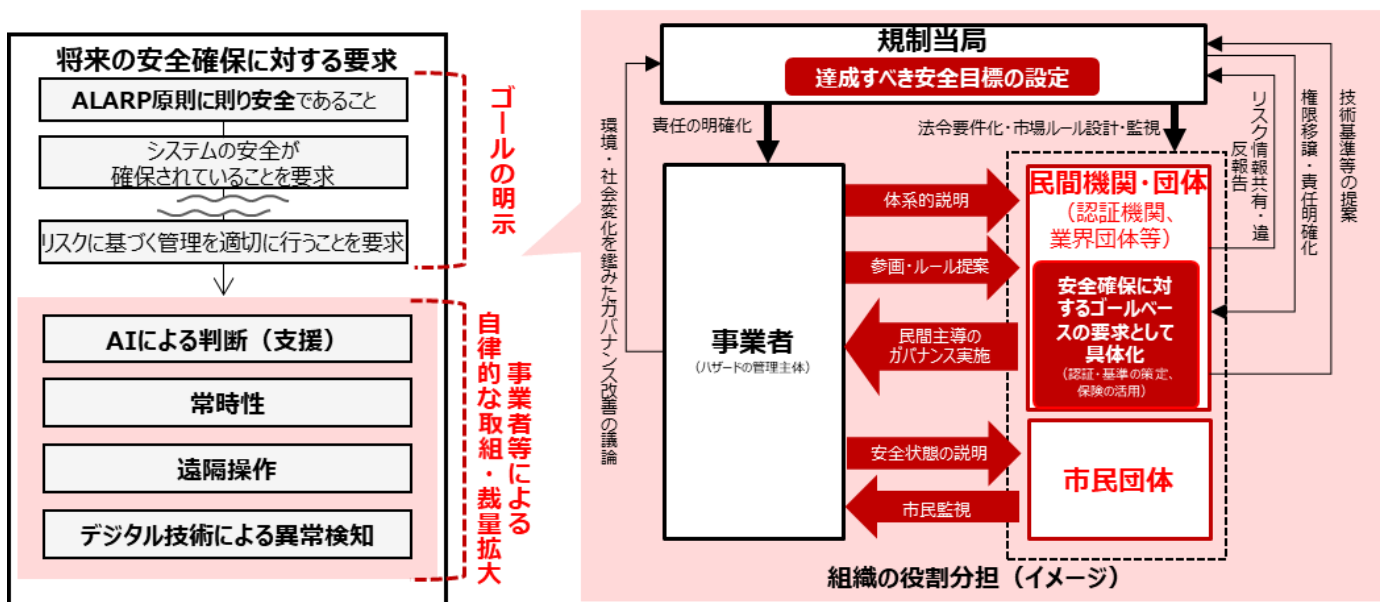 将来の安全確保に対する要求
ALARP原則に則り安全であること
システムの安全が
確保されていることを要求
リスクに基づく管理を適切に行うことを要求
AIによる判断（支援）
常時性
遠隔操作
デジタル技術による異常検知
ゴールの明示
事業者等による
自律的な取組・裁量拡大
規制当局
達成すべき安全目標の設定
責任の明確化
法令要件化・市場ルール設計・監視
環境・社会変化を鑑みたガバナンス改善の議論
事業者
（ハザードの管理主体）
体系的説明
参画・ルール提案
民間主導の
ガバナンス実施
安全状態の説明
市民監視
民間機関・団体
（認証機関、
業界団体等）
安全確保に対
するゴールベー
スの要求として
具体化
（認証・基準の策定、
保険の活用）
市民団体
リスク情報共有・違
反報告
権限移譲・責任明確化
技術基準等の提案
組織の役割分担（イメージ）